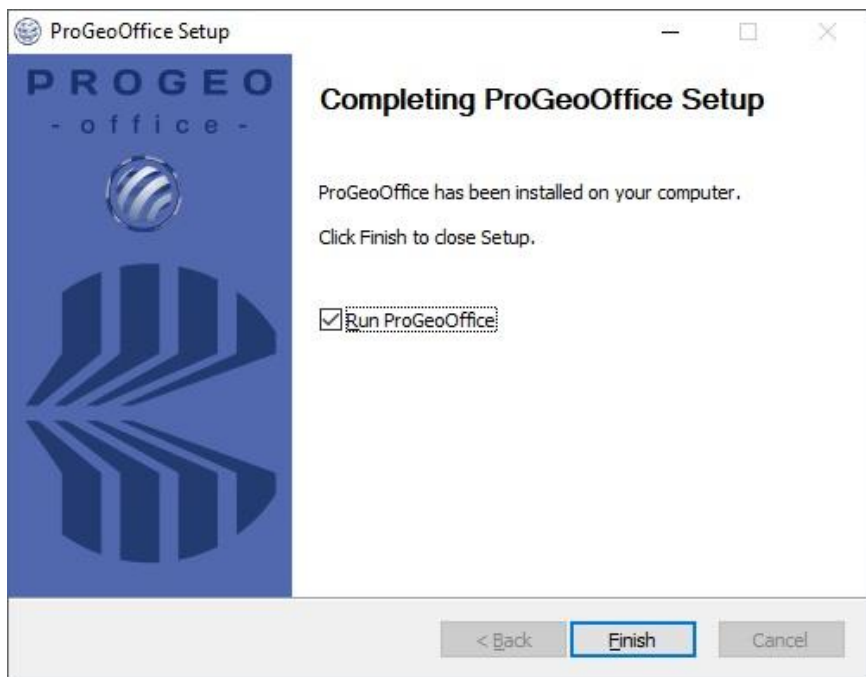 ProGeoOffice Setup
PROGEO
- office -
Completing ProGeoOffice Setup
ProGeoOffice has been installed on your computer.
Click Finish to close Setup.
Run ProGeoOffice
< Back
Finish
Cancel